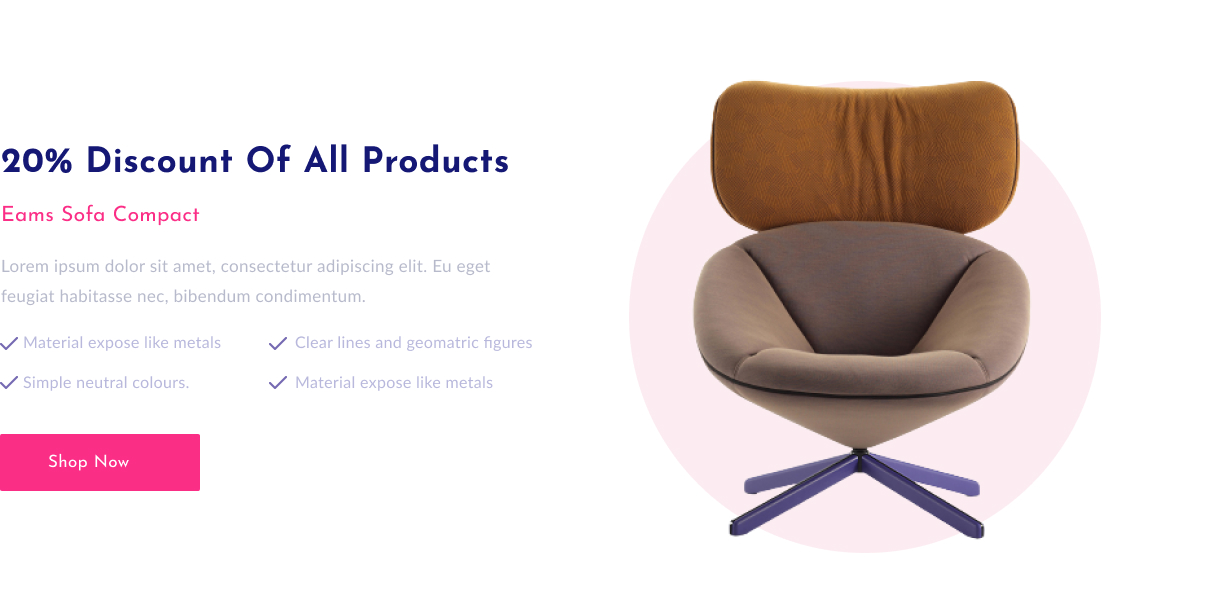 20% Discount Of All Products
Eams Sofa Compact
Lorem ipsum dolor sit amet, consectetur adipiscing elit. Eu eget
feugiat habitasse nec, bibendum condimentum.
Material expose like metals
Clear lines and geomatric figures
Simple neutral colours.
Material expose like metals
Shop Now